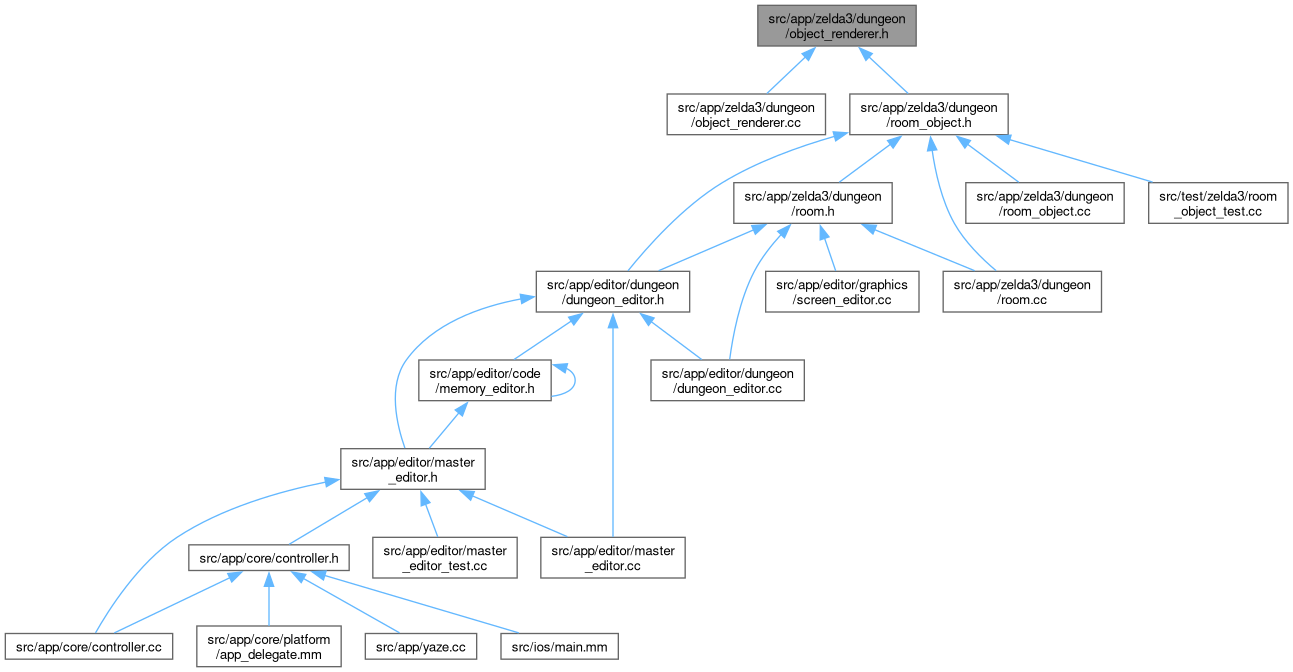 src/app/zelda3/dungeon
/object_renderer.h
src/app/zelda3/dungeon
/object_renderer.cc
src/app/zelda3/dungeon
/room_object.h
src/app/zelda3/dungeon
/room.h
src/app/zelda3/dungeon
/room_object.cc
src/test/zelda3/room
_object_test.cc
src/app/editor/dungeon
/dungeon_editor.h
src/app/editor/graphics
/screen_editor.cc
src/app/zelda3/dungeon
/room.cc
src/app/editor/code
/memory_editor.h
src/app/editor/dungeon
/dungeon_editor.cc
src/app/editor/master
_editor.h
src/app/core/controller.h
src/app/editor/master
_editor_test.cc
src/app/editor/master
_editor.cc
src/app/core/controller.cc
src/app/core/platform
/app_delegate.mm
src/app/yaze.cc
src/ios/main.mm